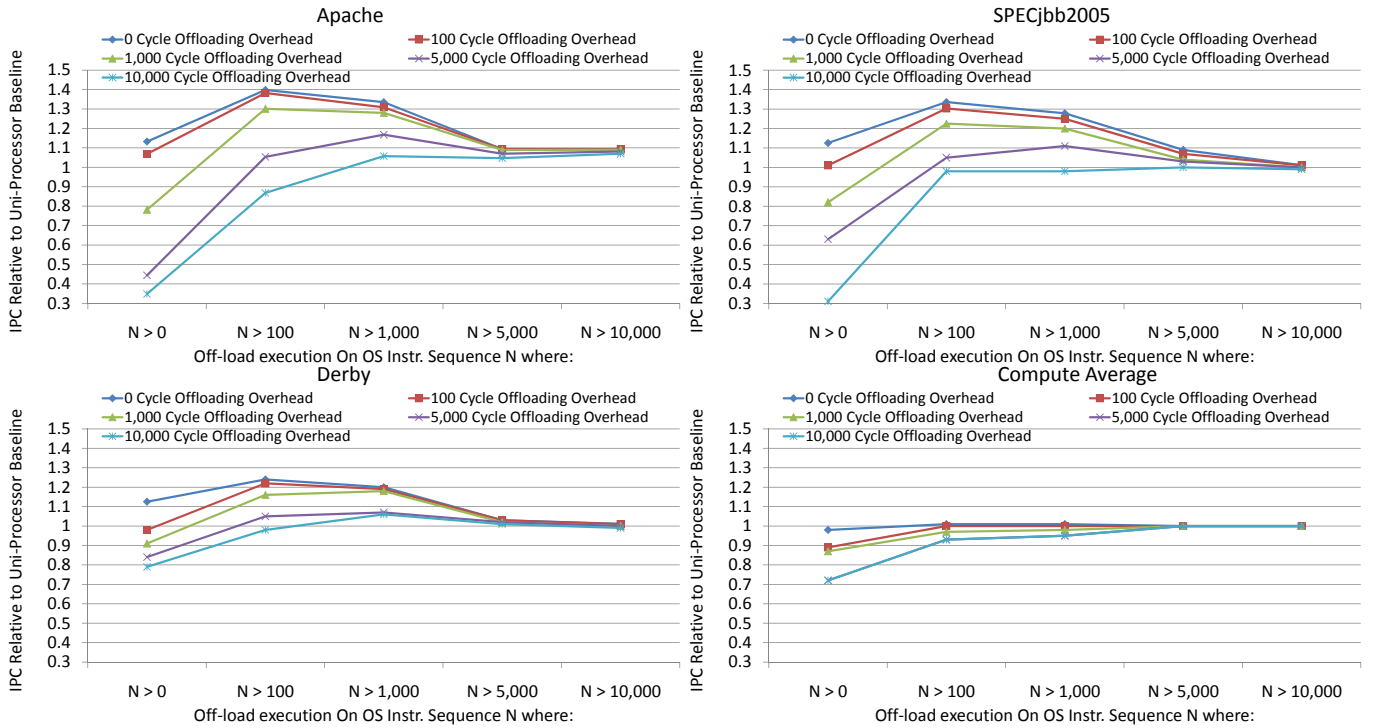 Apache
0 Cycle Offloading Overhead 100 Cycle Offloading Overhead
1,000 Cycle Offloading Overhead 5,000 Cycle Offloading Overhead
10,000 Cycle Offloading Overhead
IPC Relative to Uni-Processor Baseline
1.5
1.4
1.3
1.2
1.1
1
0.9
0.8
0.7
0.6
0.5
0.4
0.3
N > 0 N > 100 N > 1,000 N > 5,000 N > 10,000
Off-load execution On OS Instr. Sequence N where:
SPECjbb2005
0 Cycle Offloading Overhead 100 Cycle Offloading Overhead
1,000 Cycle Offloading Overhead 5,000 Cycle Offloading Overhead
10,000 Cycle Offloading Overhead
IPC Relative to Uni-Processor Baseline
1.5
1.4
1.3
1.2
1.1
1
0.9
0.8
0.7
0.6
0.5
0.4
0.3
N > 0 N > 100 N > 1,000 N > 5,000 N > 10,000
Off-load execution On OS Instr. Sequence N where:
Derby
0 Cycle Offloading Overhead 100 Cycle Offloading Overhead
1,000 Cycle Offloading Overhead 5,000 Cycle Offloading Overhead
10,000 Cycle Offloading Overhead
IPC Relative to Uni-Processor Baseline
1.5
1.4
1.3
1.2
1.1
1
0.9
0.8
0.7
0.6
0.5
0.4
0.3
N > 0 N > 100 N > 1,000 N > 5,000 N > 10,000
Off-load execution On OS Instr. Sequence N where:
Compute Average
0 Cycle Offloading Overhead 100 Cycle Offloading Overhead
1,000 Cycle Offloading Overhead 5,000 Cycle Offloading Overhead
10,000 Cycle Offloading Overhead
IPC Relative to Uni-Processor Baseline
1.5
1.4
1.3
1.2
1.1
1
0.9
0.8
0.7
0.6
0.5
0.4
0.3
N > 0 N > 100 N > 1,000 N > 5,000 N > 10,000
Off-load execution On OS Instr. Sequence N where: